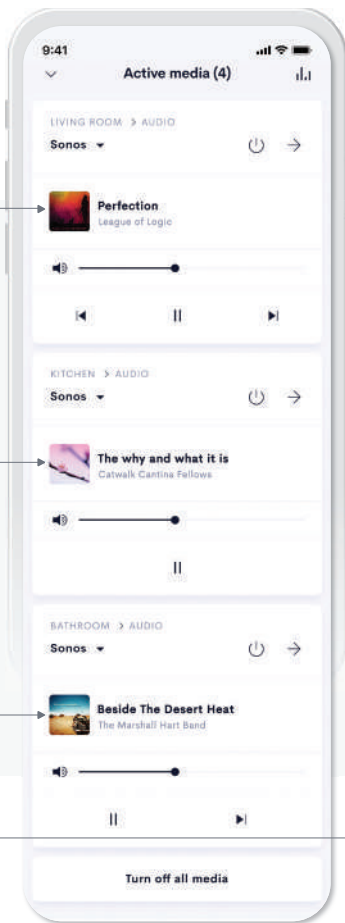 9:41
Active media (4)
LIVING ROOM > AUDIO
Sonos
Perfection
League of Logic
KITCHEN > AUDIO
Sonos
The why and what it is
Catwalk Cantina Fellows
BATHROOM > AUDIO
Sonos
Beside The Desert Heat
The Marshall Hart Band
Turn off all media